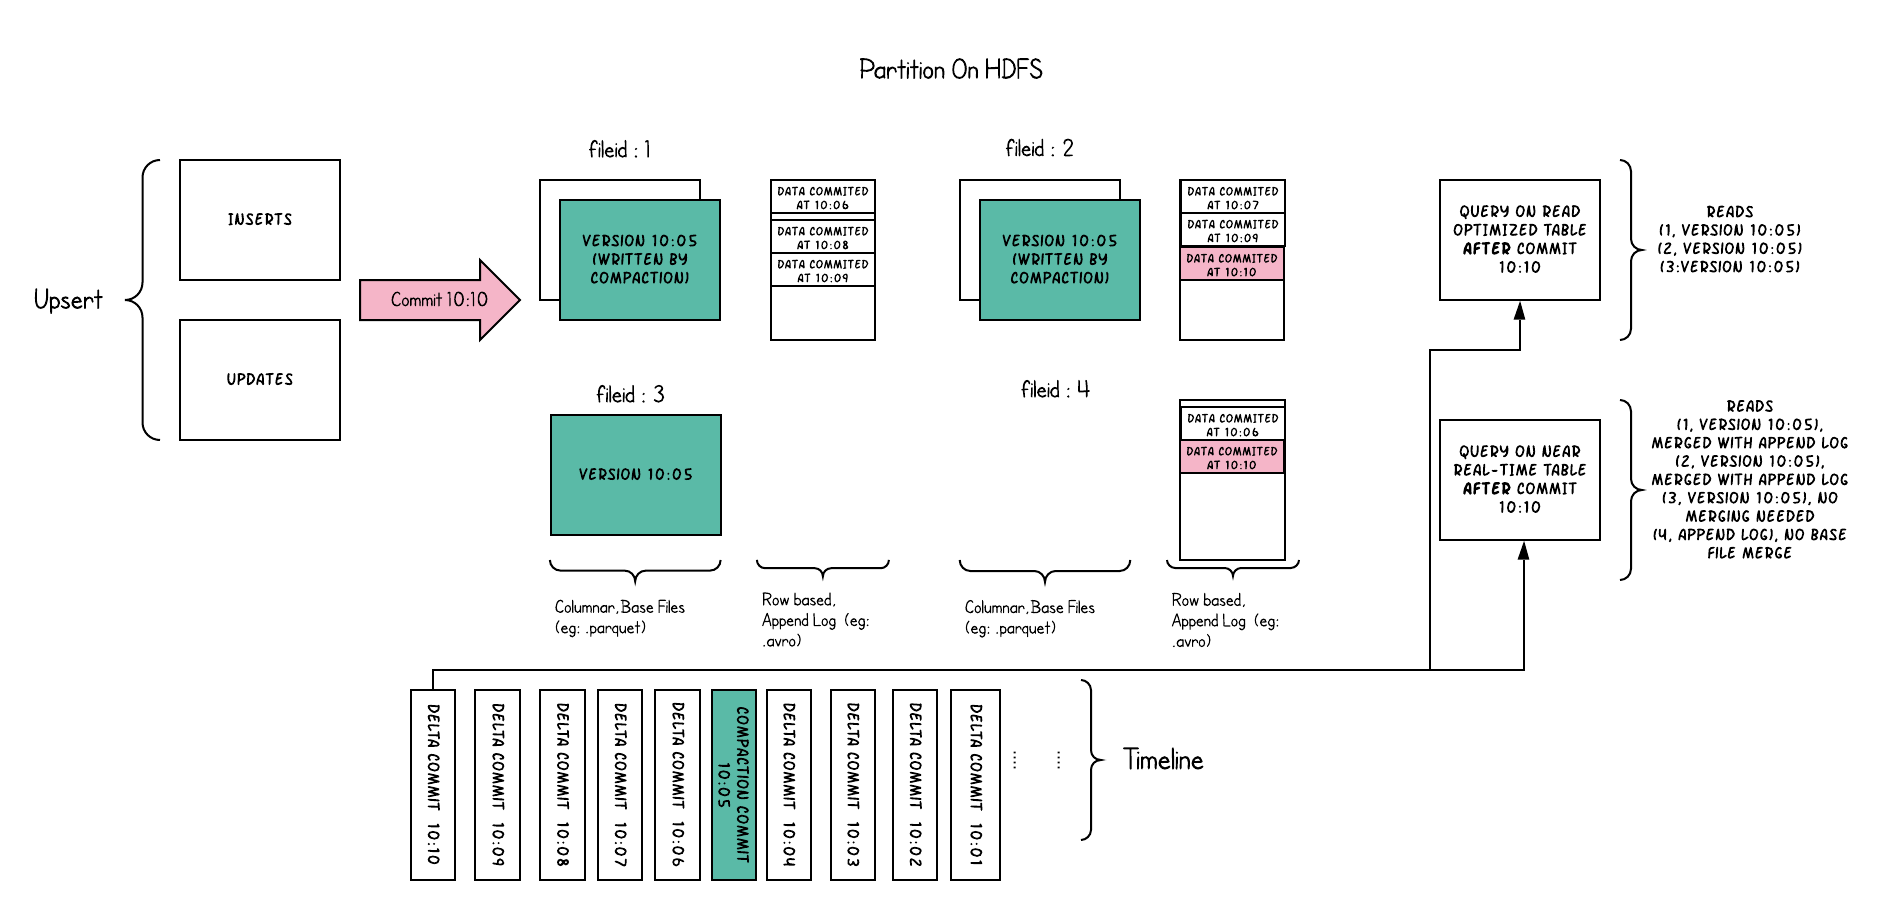 Partition On HDFS
Upsert
INSERTS
UPDATES
Commit 10:10
fileid : 1
VERSION 10:05
(WRITTEN BY
COMPACTION)
DATA COMMITED
AT 10:06
DATA COMMITED
AT 10:08
DATA COMMITED
AT 10:09
fileid : 2
VERSION 10:05
(WRITTEN BY
COMPACTION)
DATA COMMITED
AT 10:07
DATA COMMITED
AT 10:09
DATA COMMITED
AT 10:10
QUERY ON READ
OPTIMIZED TABLE
AFTER COMMIT
10:10
READS
(1, VERSION 10:05)
(2, VERSION 10:05)
(3:VERSION 10:05)
fileid : 3
VERSION 10:05
fileid : 4
DATA COMMITED
AT 10:06
DATA COMMITED
AT 10:10
QUERY ON NEAR
REAL-TIME TABLE
AFTER COMMIT
10:10
READS
(1, VERSION 10:05),
MERGED WITH APPEND LOG
(2, VERSION 10:05),
MERGED WITH APPEND LOG
(3, VERSION 10:05), NO
MERGING NEEDED
(4, APPEND LOG), NO BASE
FILE MERGE
Columnar,Base Files
(eg: .parquet)
Row based,
Append Log (eg:
.avro)
Columnar,Base Files
(eg: .parquet)
Row based,
Append Log (eg:
.avro)
DELTA COMMIT 10:10
DELTA COMMIT 10:09
DELTA COMMIT 10:08
DELTA COMMIT 10:07
DELTA COMMIT 10:06
COMPACTION COMMIT
10:05
DELTA COMMIT 10:04
DELTA COMMIT 10:03
DELTA COMMIT 10:02
DELTA COMMIT 10:01
Timeline